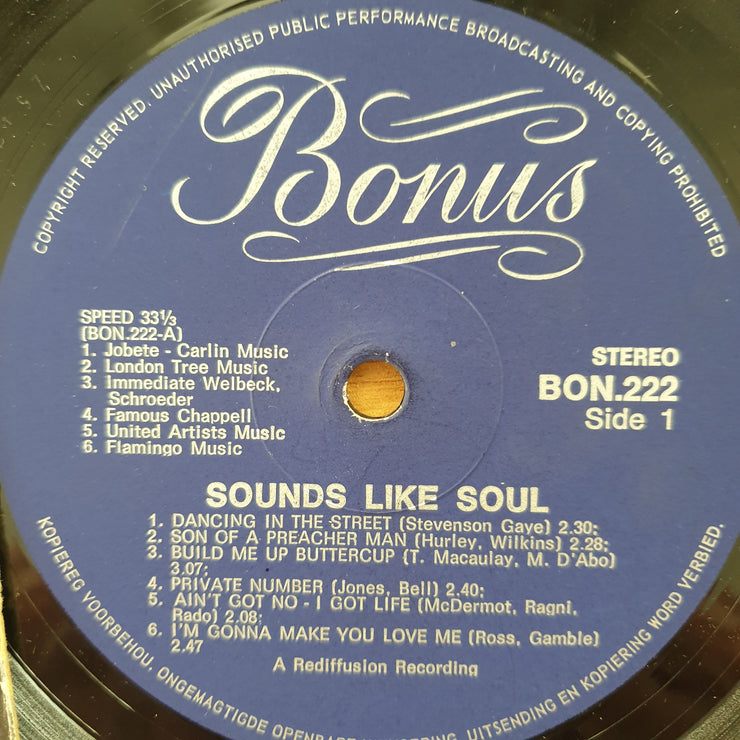 COPYRIGHT RESERVED. UNAUTHORISED PUBLIC PERFORMANCE BROADCASTING AND COPYING PROHIBITED
Bonus
SPEED 33⅓
(BON.222-A)
1. Jobete - Carlin Music
2. London Tree Music
3. Immediate Welbeck,
Schroeder
4. Famous Chappell
5. United Artists Music
6. Flamingo Music
STEREO
BON.222
Side 1
SOUNDS LIKE SOUL
1. DANCING IN THE STREET (Stevenson Gaye) 2.30;
2. SON OF A PREACHER MAN (Hurley, Wilkins) 2.28;
3. BUILD ME UP BUTTERCUP (T. Macaulay, M. D'Abo)
3.07;
4. PRIVATE NUMBER (Jones, Bell) 2.40;
5. AIN'T GOT NO - I GOT LIFE (McDermot, Ragni,
Rado) 2.08;
6. I'M GONNA MAKE YOU LOVE ME (Ross, Gamble)
2.47
A Rediffusion Recording
KOPIEREG VOORBEHOU. ONGEMAGTIGDE UITSENDING EN KOPIERING WORD VERBIED.